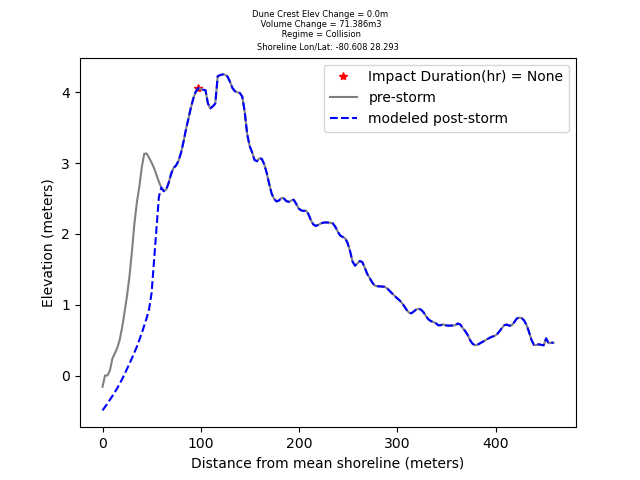 Dune Crest Elev Change = 0.0m
Volume Change = 71.386m3
Regime = Collision
Shoreline Lon/Lat: -80.608 28.293
Impact Duration(hr) = None
pre-storm
modeled post-storm
Elevation (meters)
4
3
2
1
0
0 100 200 300 400
Distance from mean shoreline (meters)